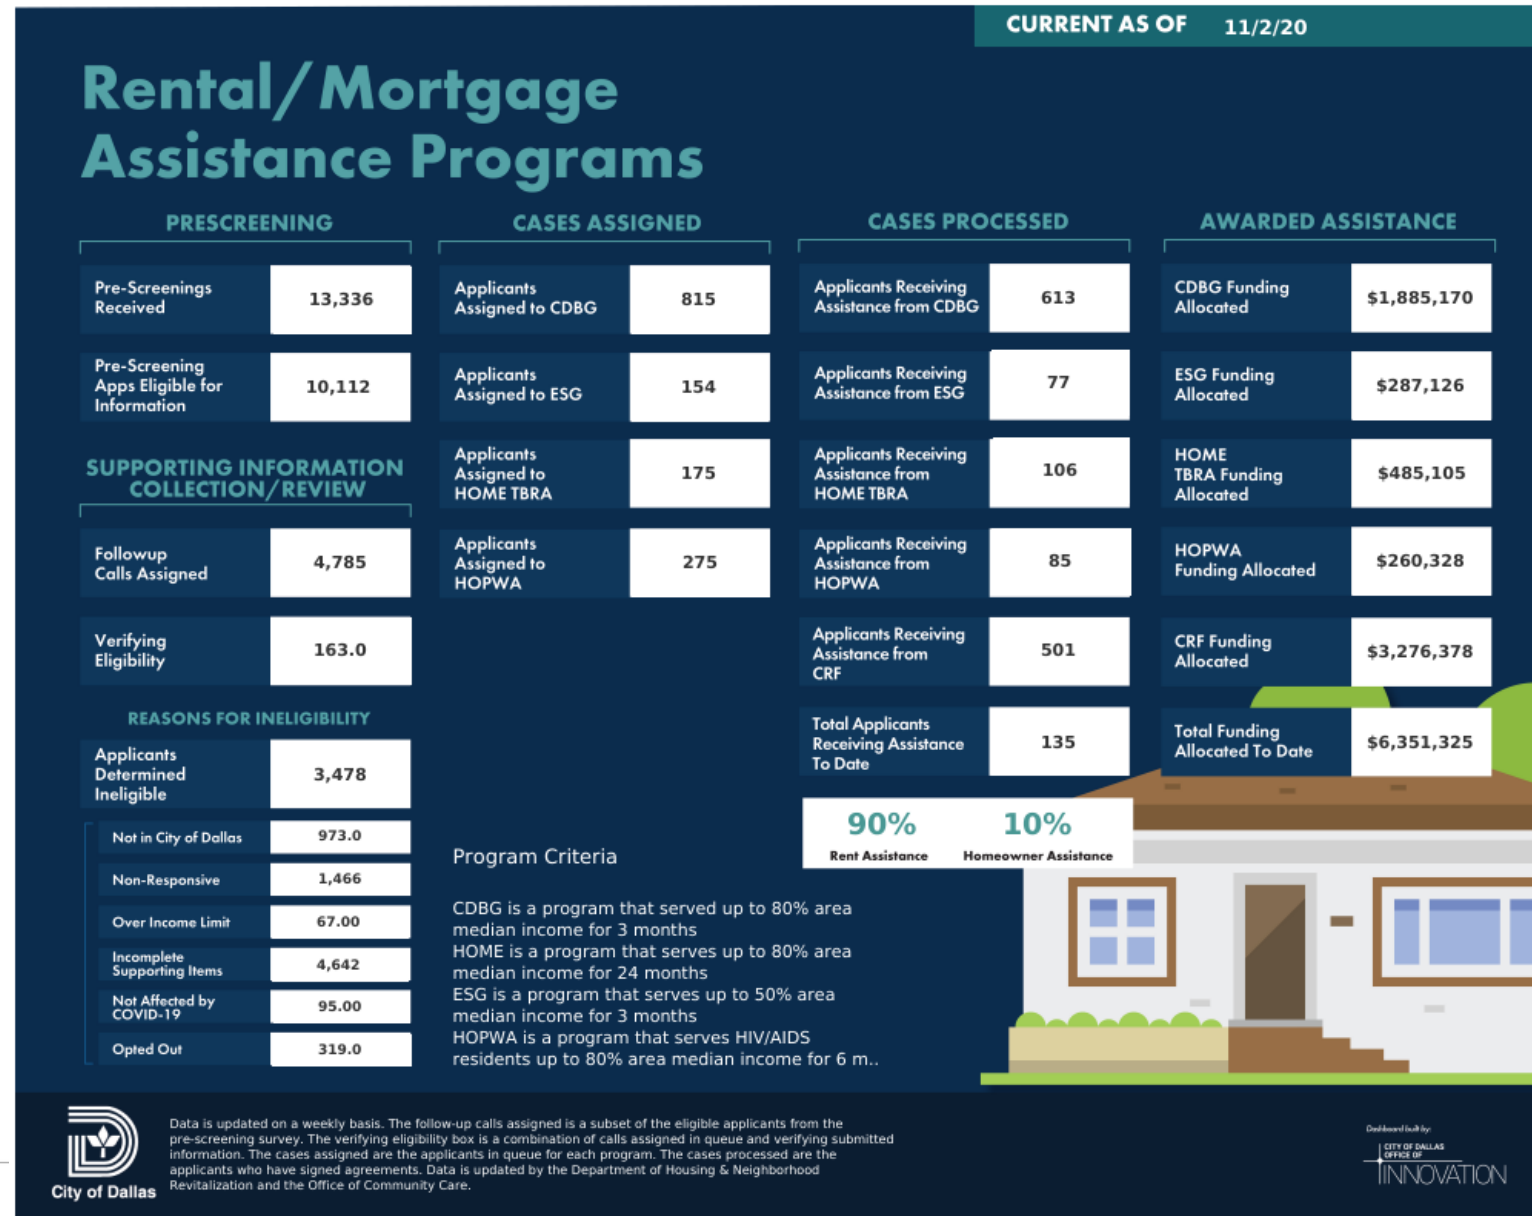 CURRENT AS OF 11/2/20
Rental/Mortgage
Assistance Programs
PRESCREENING
Pre-Screenings
Received
13,336
Pre-Screening
Apps Eligible for
Information
10,112
SUPPORTING INFORMATION
COLLECTION/REVIEW
Followup
Calls Assigned
4,785
Verifying
Eligibility
163.0
REASONS FOR INELIGIBILITY
Applicants
Determined
Ineligible
3,478
Not in City of Dallas
973.0
Non-Responsive
1,466
Over Income Limit
67.00
Incomplete
Supporting Items
4,642
Not Affected by
COVID-19
95.00
Opted Out
319.0
CASES ASSIGNED
Applicants
Assigned to CDBG
815
Applicants
Assigned to ESG
154
Applicants
Assigned to
HOME TBRA
175
Applicants
Assigned to
HOPWA
275
Program Criteria
CDBG is a program that served up to 80% area
median income for 3 months
HOME is a program that serves up to 80% area
median income for 24 months
ESG is a program that serves up to 50% area
median income for 3 months
HOPWA is a program that serves HIV/AIDS
residents up to 80% area median income for 6 m..
CASES PROCESSED
Applicants Receiving
Assistance from CDBG
613
Applicants Receiving
Assistance from ESG
77
Applicants Receiving
Assistance from
HOME TBRA
106
Applicants Receiving
Assistance from
HOPWA
85
Applicants Receiving
Assistance from
CRF
501
Total Applicants
Receiving Assistance
To Date
135
90%
Rent Assistance
10%
Homeowner Assistance
AWARDED ASSISTANCE
CDBG Funding
Allocated
$1,885,170
ESG Funding
Allocated
$287,126
HOME
TBRA Funding
Allocated
$485,105
HOPWA
Funding Allocated
$260,328
CRF Funding
Allocated
$3,276,378
Total Funding
Allocated To Date
$6,351,325
City of Dallas
Data is updated on a weekly basis. The follow-up calls assigned is a subset of the eligible applicants from the
pre-screening survey. The verifying eligibility box is a combination of calls assigned in queue and verifying submitted
information. The cases assigned are the applicants in queue for each program. The cases processed are the
applicants who have signed agreements. Data is updated by the Department of Housing & Neighborhood
Revitalization and the Office of Community Care.
Dashboard built by:
CITY OF DALLAS
OFFICE OF
INNOVATION